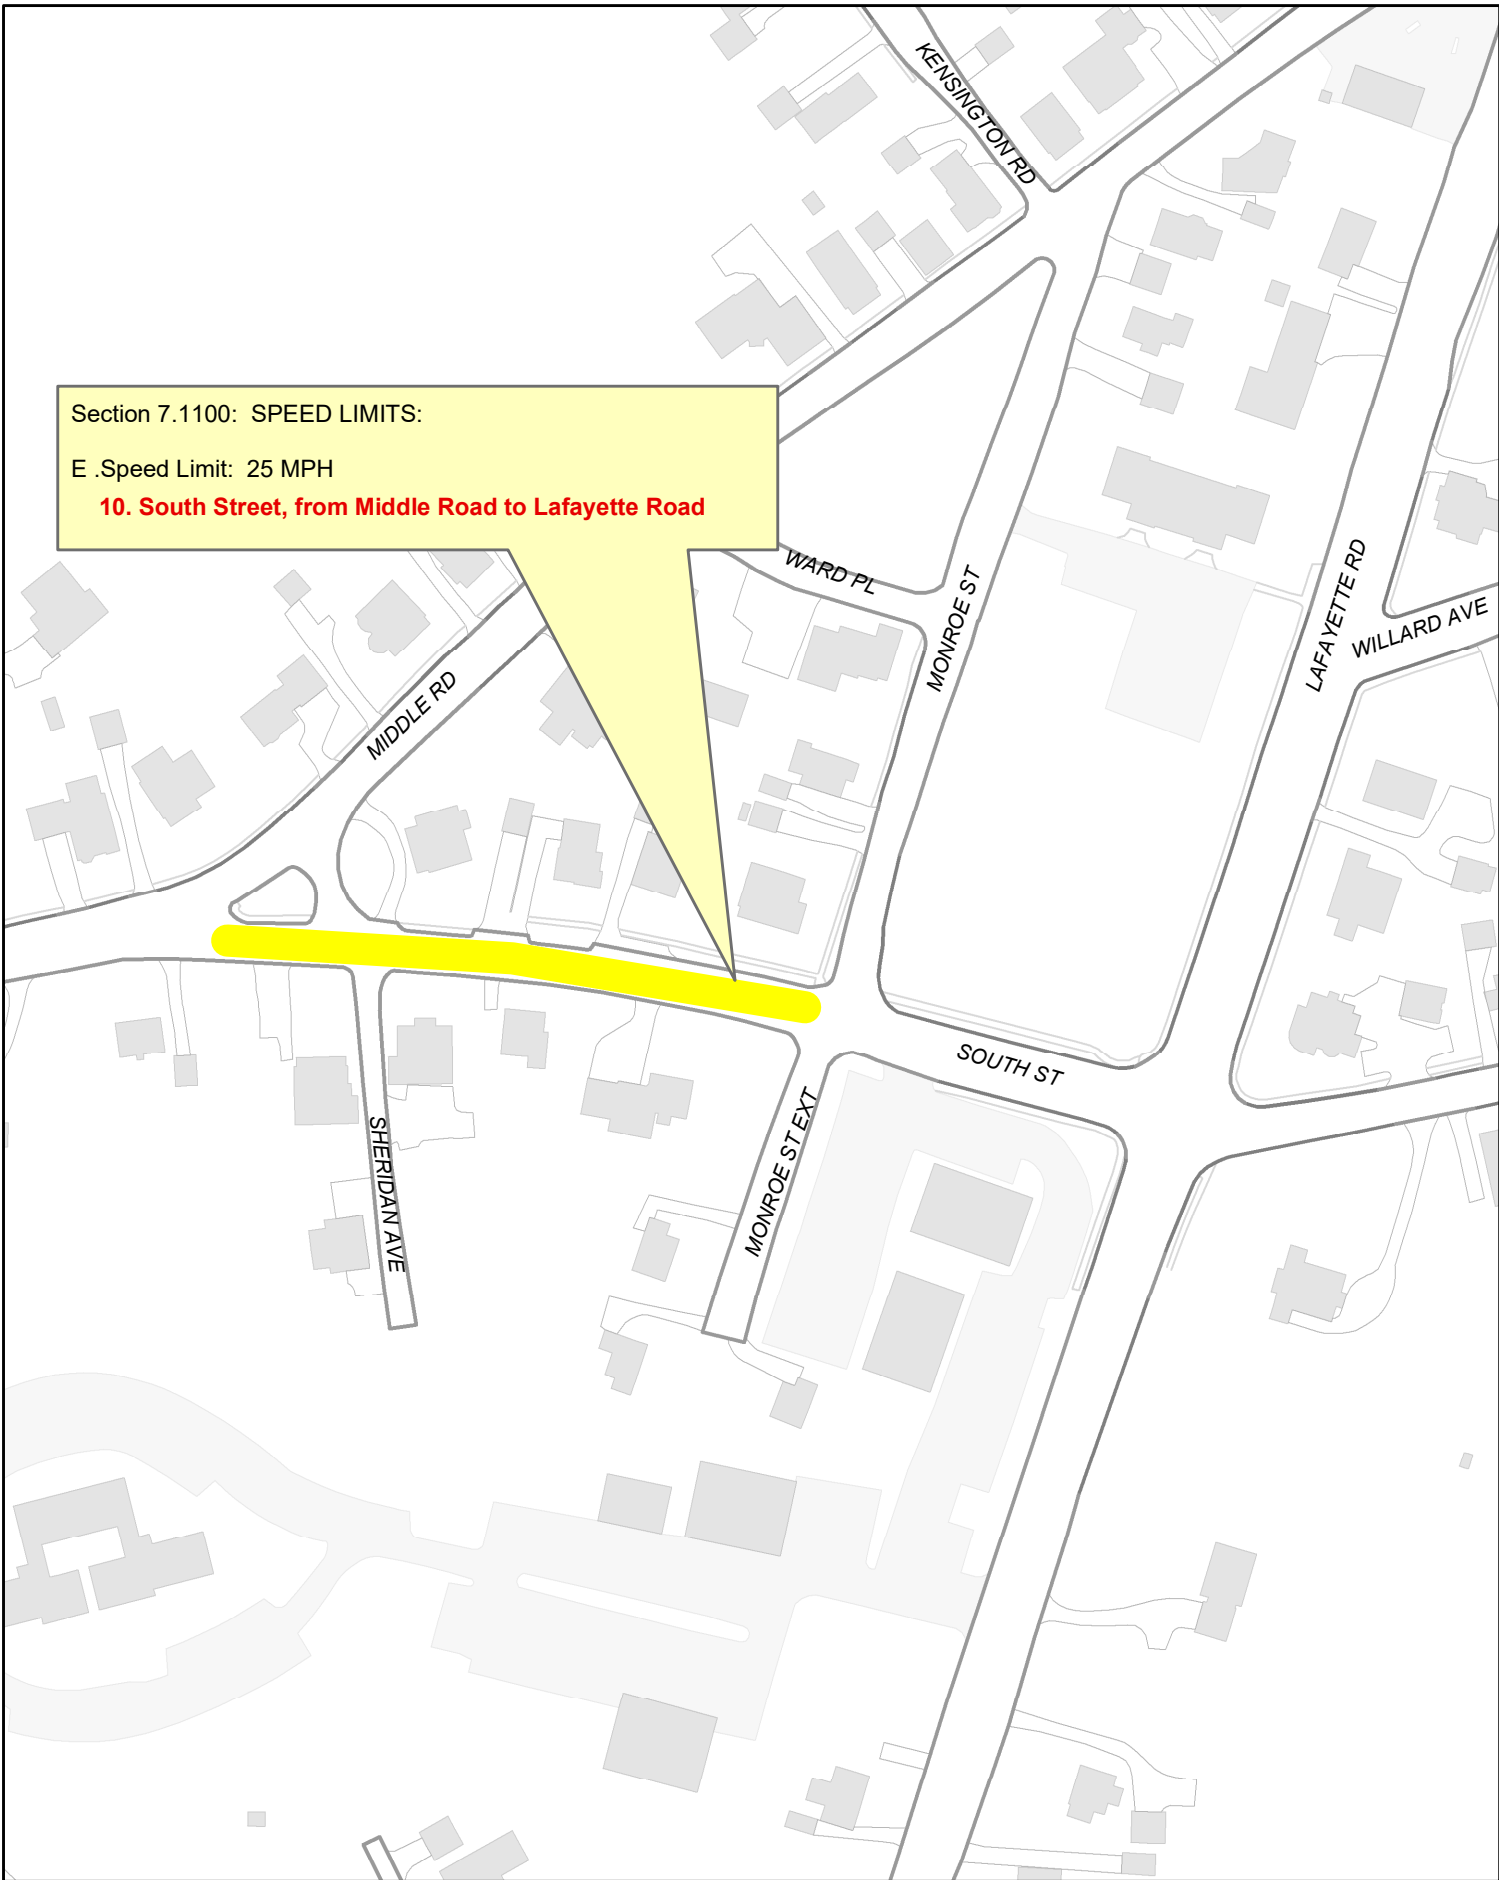 KENSINGTON RD
Section 7.1100: SPEED LIMITS:
E .Speed Limit: 25 MPH
10. South Street, from Middle Road to Lafayette Road
WARD PL
MONROE ST
LAFAYETTE RD
WILLARD AVE
MIDDLE RD
SOUTH ST
MONROE ST EXT
SHERIDAN AVE